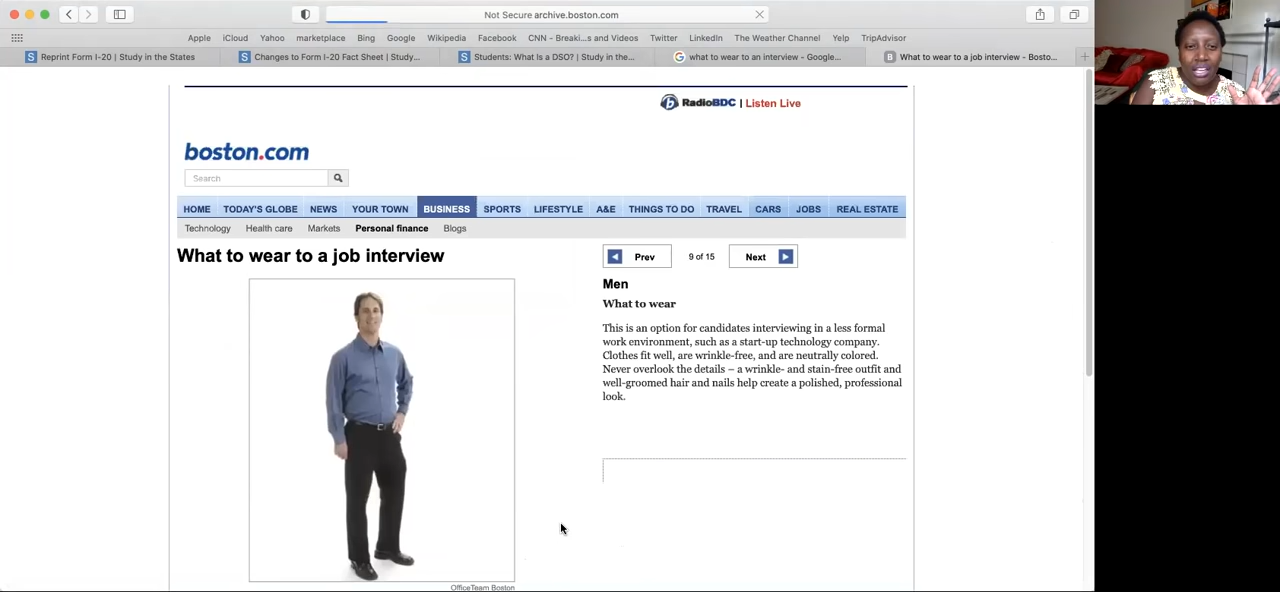 Not Secure archive.boston.com
Apple iCloud Yahoo marketplace Bing Google Wikipedia Facebook CNN - Breaki...s and Videos Twitter LinkedIn The Weather Channel Yelp TripAdvisor
S Reprint Form I-20 | Study in the States
S Changes to Form I-20 Fact Sheet | Study...
S Students: What Is a DSO? | Study in the...
G what to wear to an interview - Google...
B What to wear to a job interview - Bosto...
b RadioBDC | Listen Live
boston.com
Search
HOME TODAY'S GLOBE NEWS YOUR TOWN BUSINESS SPORTS LIFESTYLE A&E THINGS TO DO TRAVEL CARS JOBS REAL ESTATE
Technology Health care Markets Personal finance Blogs
What to wear to a job interview
Prev 9 of 15 Next
Men
What to wear
This is an option for candidates interviewing in a less formal
work environment, such as a start-up technology company.
Clothes fit well, are wrinkle-free, and are neutrally colored.
Never overlook the details – a wrinkle- and stain-free outfit and
well-groomed hair and nails help create a polished, professional
look.
OfficeTeam Boston